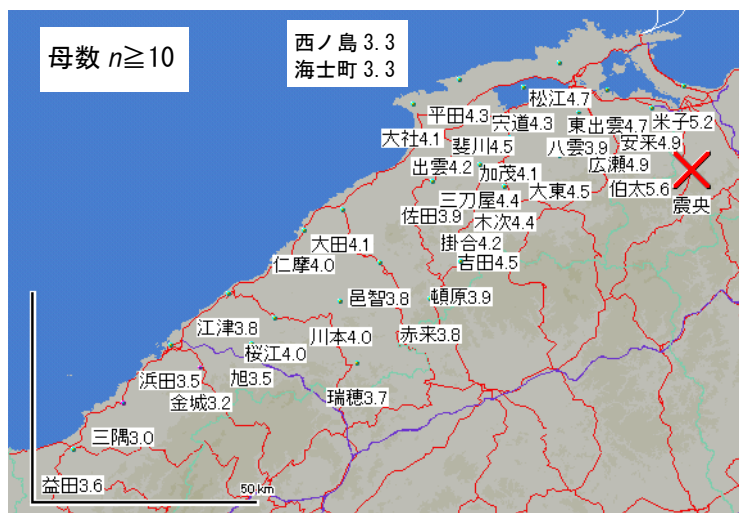 母数 n≧10
西ノ島3.3
海士町3.3
松江4.7
平田4.3
宍道4.3
東出雲4.7
米子5.2
大社4.1
斐川4.5
八雲3.9
安来4.9
出雲4.2
加茂4.1
広瀬4.9
大東4.5
伯太5.6
三刀屋4.4
震央
佐田3.9
木次4.4
大田4.1
掛合4.2
仁摩4.0
吉田4.5
邑智3.8
頓原3.9
江津3.8
川本4.0
赤来3.8
桜江4.0
浜田3.5
旭3.5
金城3.2
瑞穂3.7
三隅3.0
益田3.6
50 km